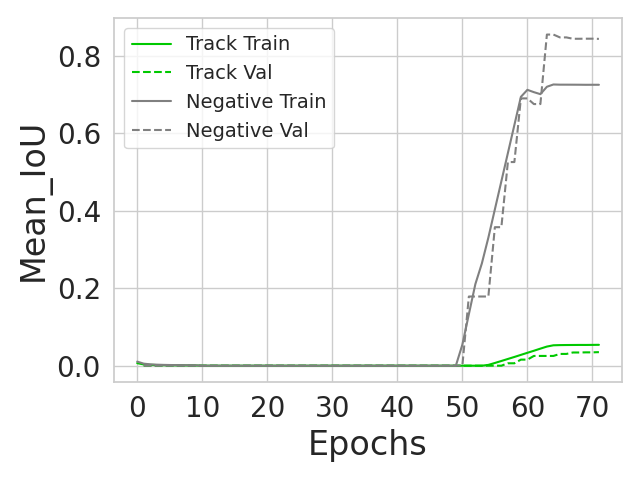 Track Train
Track Val
Negative Train
Negative Val
Mean_IoU
0.8
0.6
0.4
0.2
0.0
0 10 20 30 40 50 60 70
Epochs